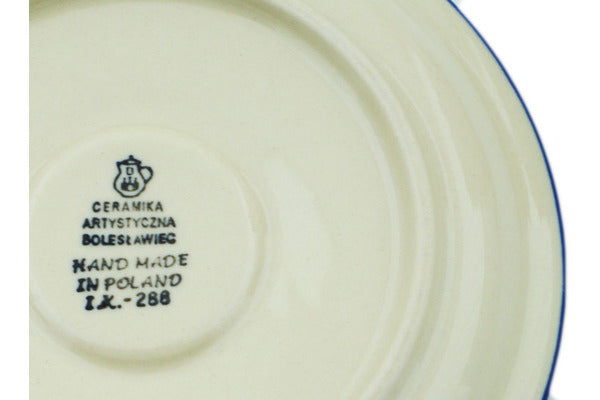 CERAMIKA
ARTYSTYCZNA
BOLESŁAWIEC
HAND MADE
IN POLAND
I.K.-288